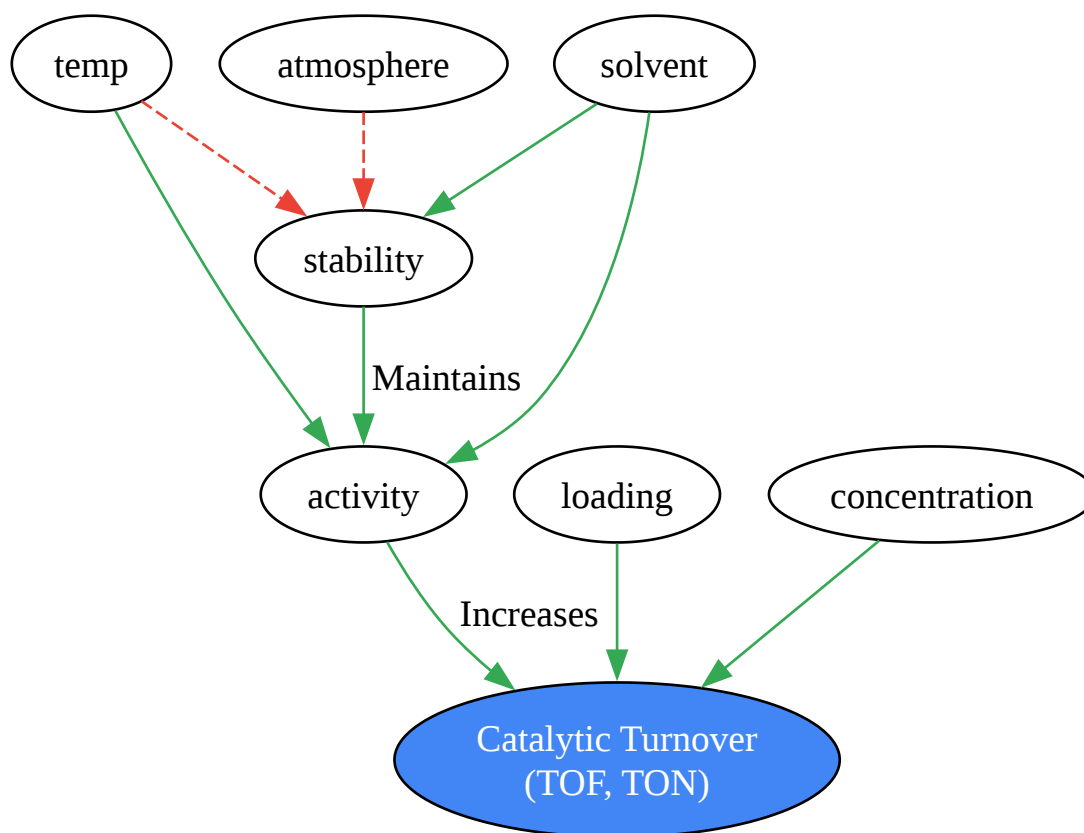 temp
atmosphere
solvent
stability
Maintains
activity
loading
concentration
Increases
Catalytic Turnover
(TOF, TON)